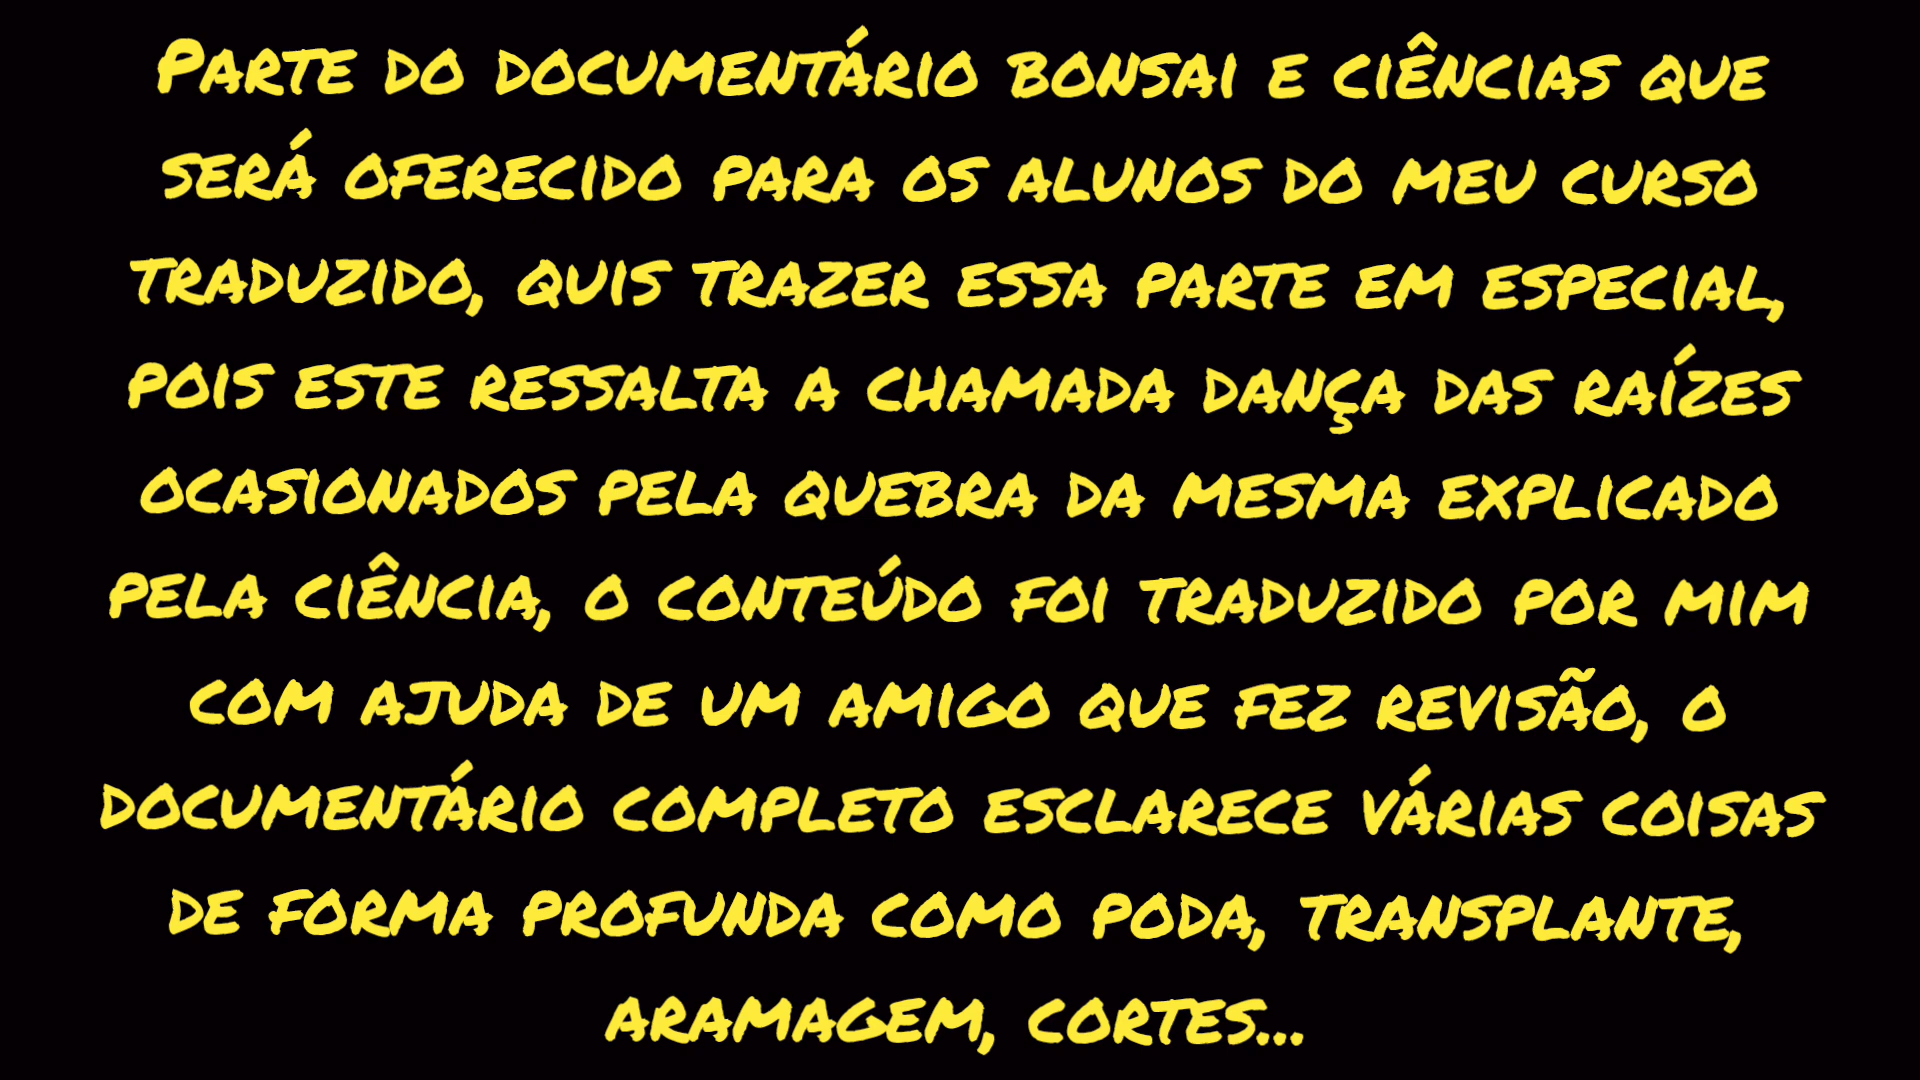 Parte do documentário bonsai e ciências que
será oferecido para os alunos do meu curso
traduzido, quis trazer essa parte em especial,
pois este ressalta a chamada dança das raízes
ocasionados pela quebra da mesma explicado
pela ciência, o conteúdo foi traduzido por mim
com ajuda de um amigo que fez revisão, o
documentário completo esclarece várias coisas
de forma profunda como poda, transplante,
aramagem, cortes...